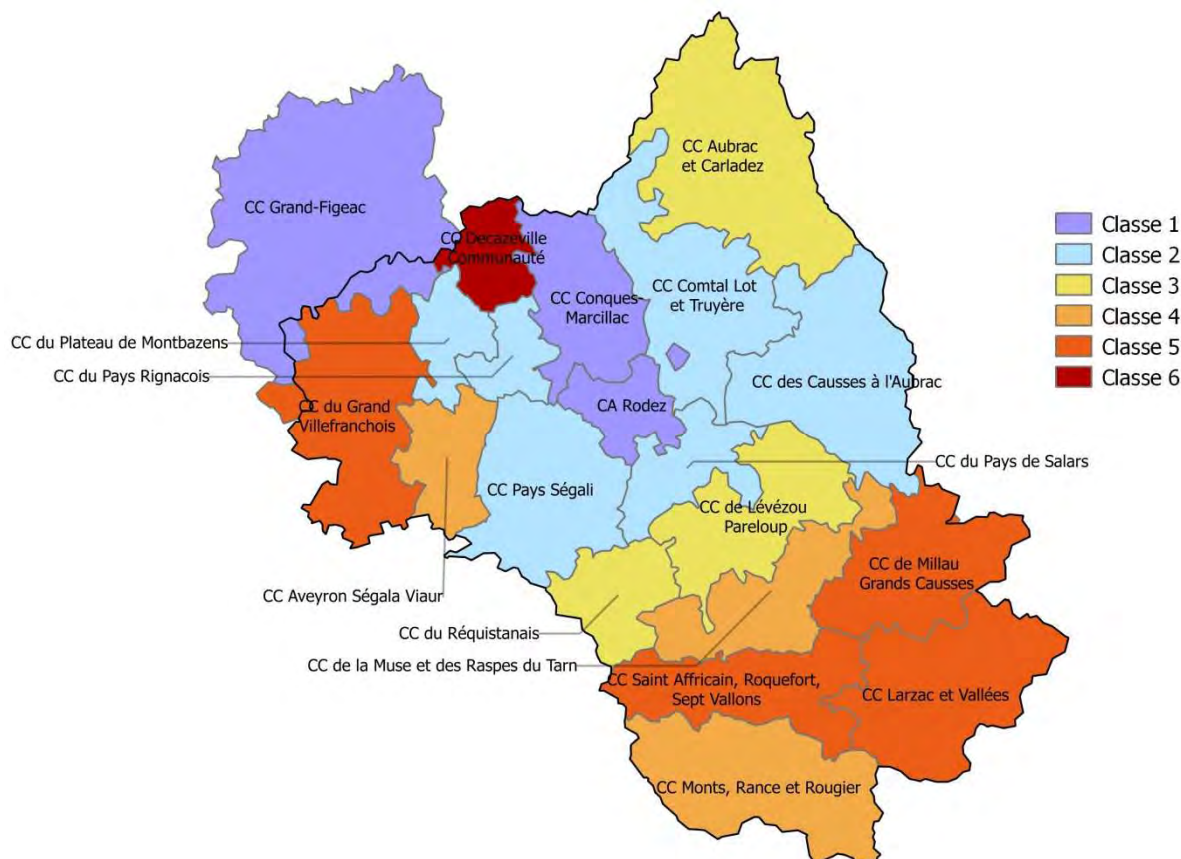 CC Aubrac
et Carladez
CC Grand-Figeac
CC Decazeville
Communauté
CC Conques-
Marcillac
CC Comtal Lot
et Truyère
CC du Plateau de Montbazens
CC du Pays Rignacois
CC des Causses à l'Aubrac
CC du Grand
Villefranchois
CA Rodez
CC du Pays de Salars
CC Pays Ségali
CC de Lévézou
Pareloup
CC de Millau
Grands Causses
CC Aveyron Ségala Viaur
CC du Réquistanais
CC de la Muse et des Raspes du Tarn
CC Saint Affricain, Roquefort,
Sept Vallons
CC Larzac et Vallées
CC Monts, Rance et Rougier
Classe 1
Classe 2
Classe 3
Classe 4
Classe 5
Classe 6